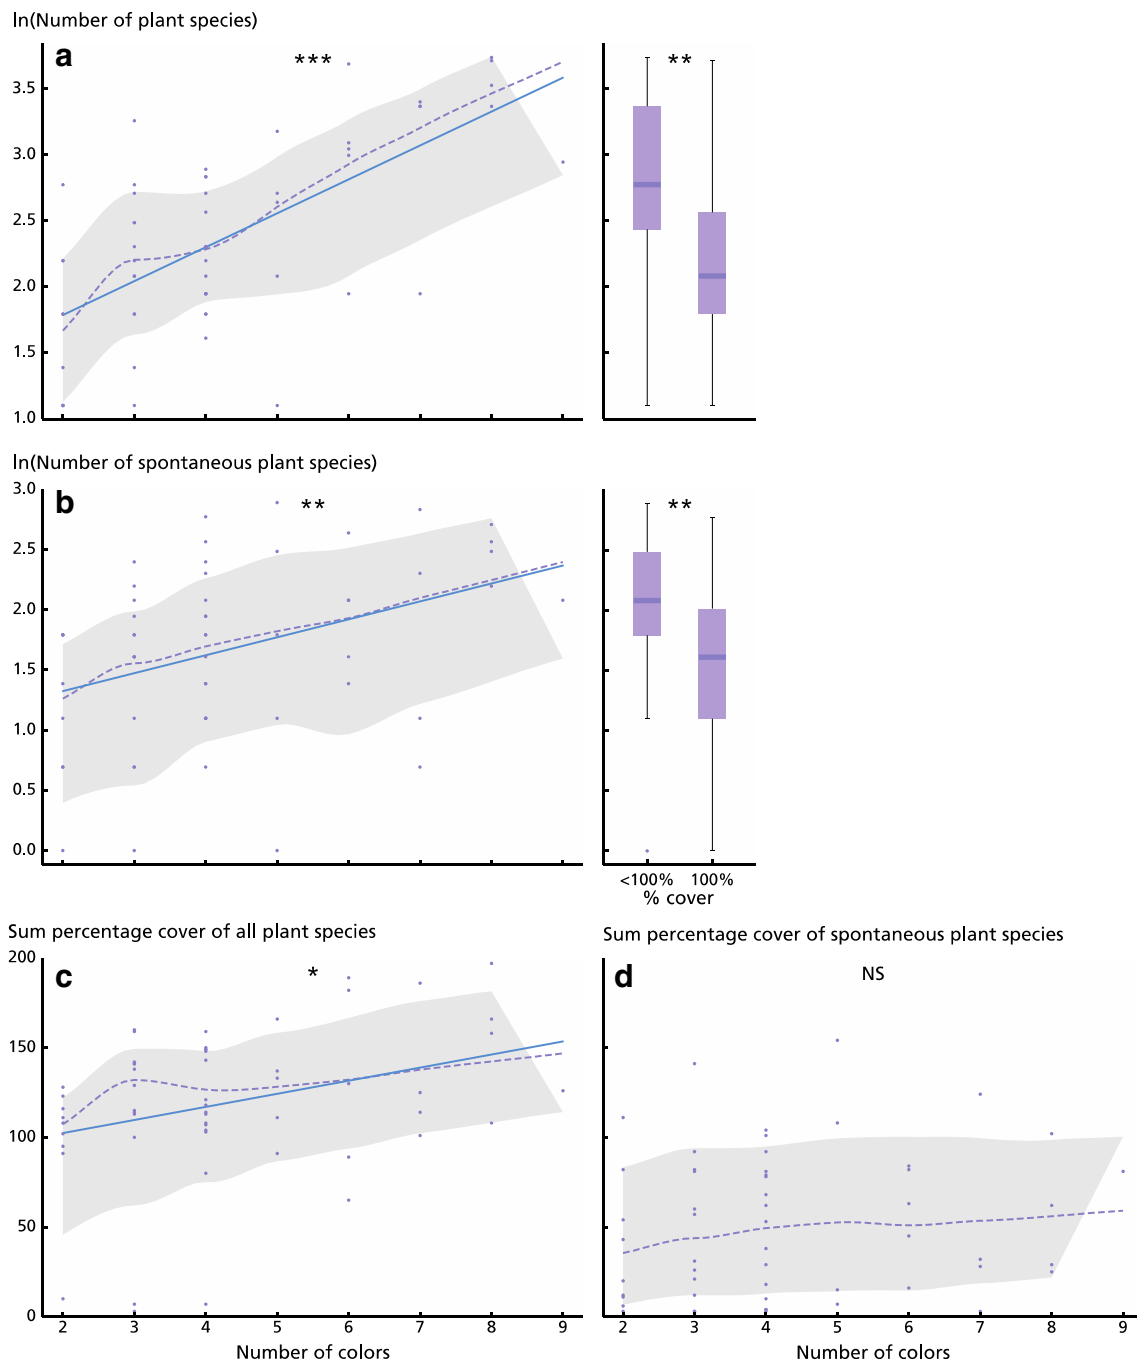 ln(Number of plant species)
a
***
**
3.5
3.0
2.5
2.0
1.5
1.0
ln(Number of spontaneous plant species)
b
**
**
3.0
2.5
2.0
1.5
1.0
0.5
0.0
<100% 100%
% cover
Sum percentage cover of all plant species
c
*
200
150
100
50
0
2 3 4 5 6 7 8 9
Number of colors
Sum percentage cover of spontaneous plant species
d
NS
2 3 4 5 6 7 8 9
Number of colors